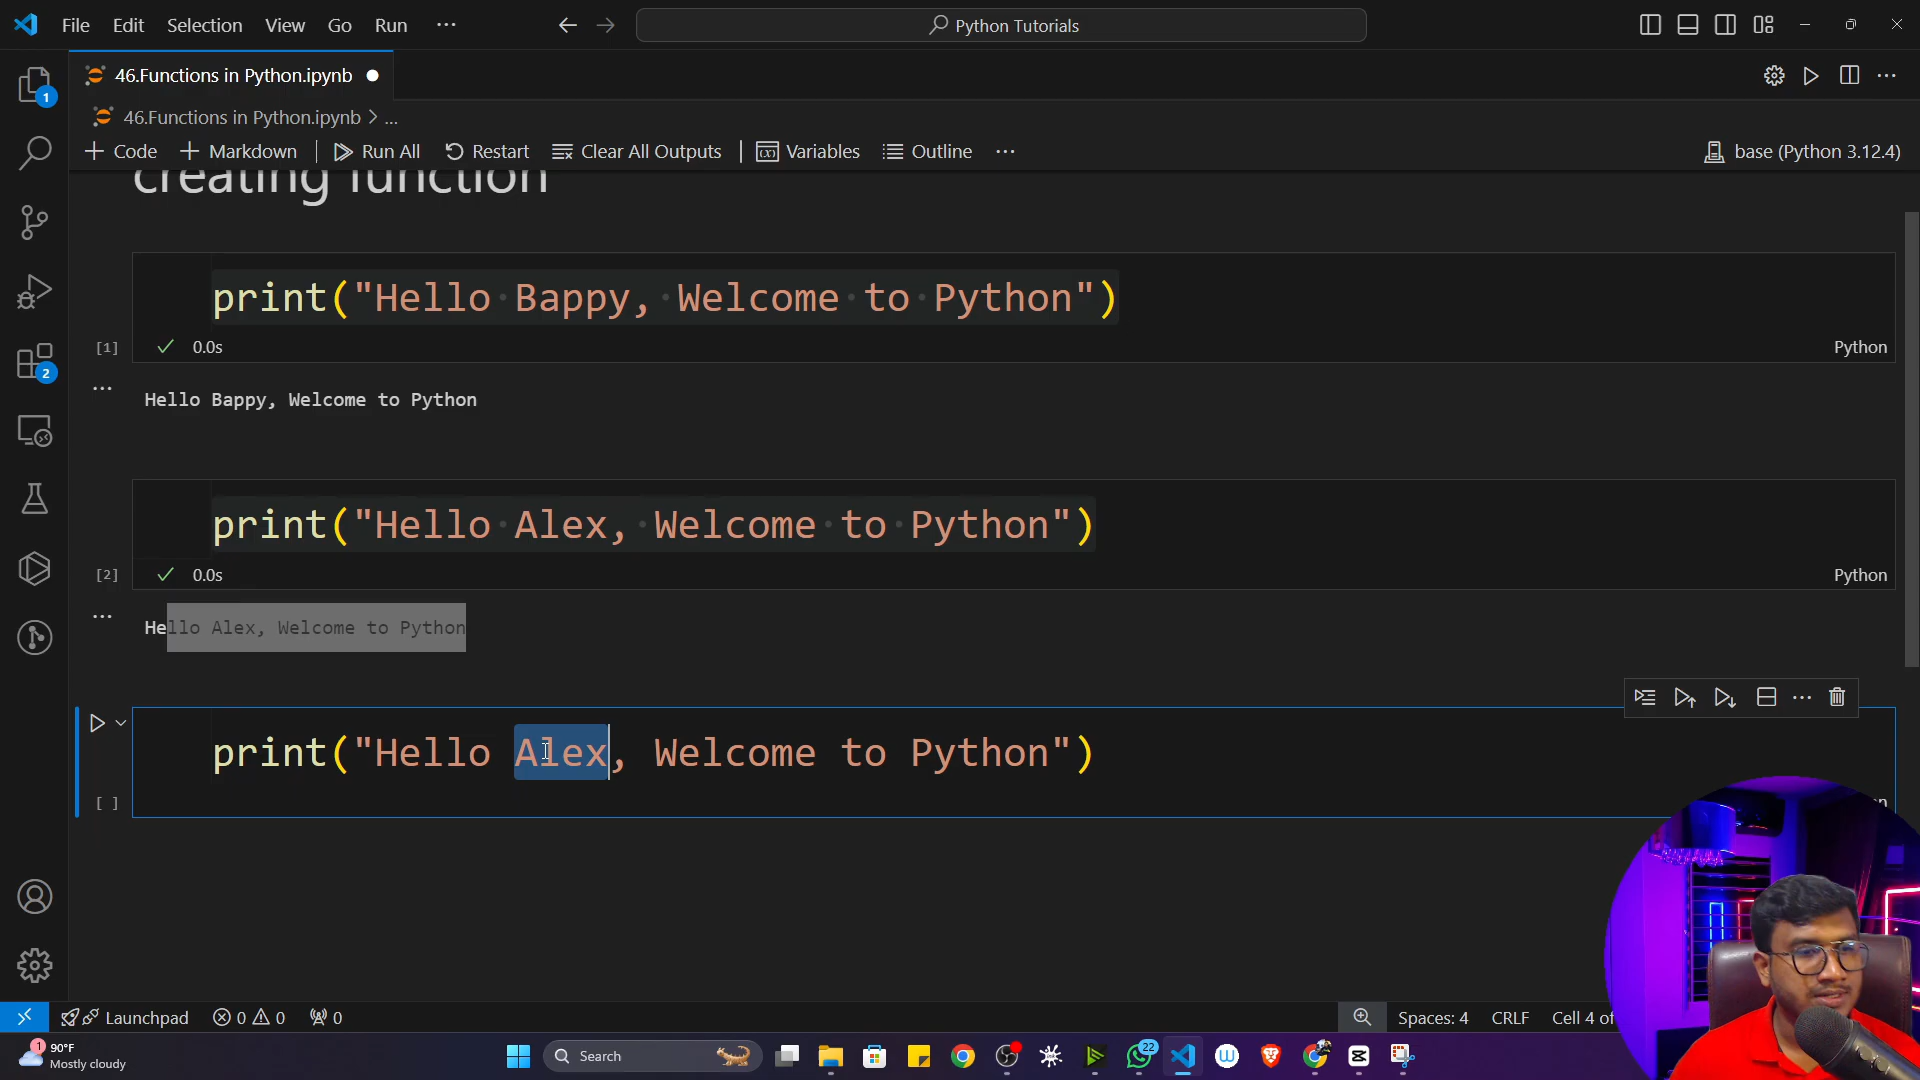 File Edit Selection View Go Run ...
Python Tutorials
46.Functions in Python.ipynb
46.Functions in Python.ipynb > ...
Code Markdown Run All Restart Clear All Outputs Variables Outline ...
base (Python 3.12.4)
creating function
print("Hello Bappy, Welcome to Python")
[1] 0.0s Python
Hello Bappy, Welcome to Python
print("Hello Alex, Welcome to Python")
[2] 0.0s Python
Hello Alex, Welcome to Python
print("Hello Alex, Welcome to Python")
[ ]
1
2
Launchpad 0 0 0 Spaces: 4 CRLF Cell 4 of
1 90°F
Mostly cloudy
Search
22